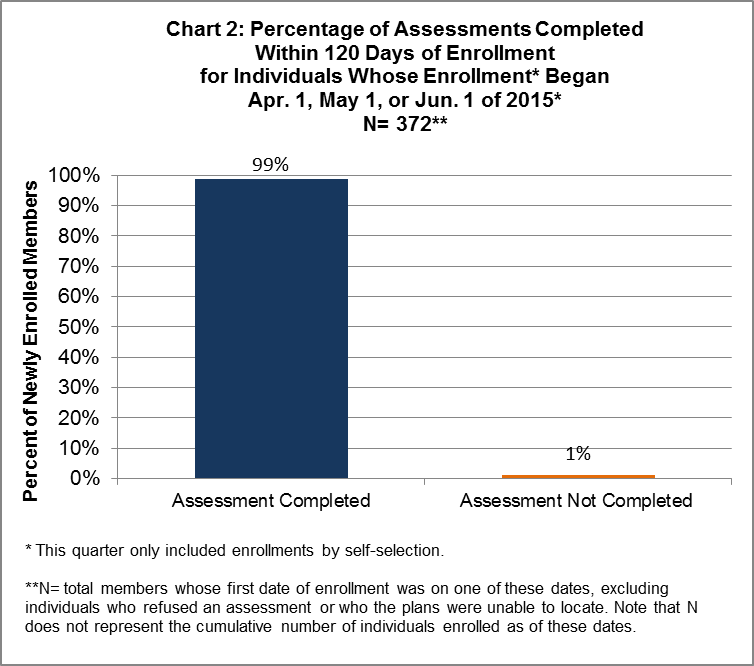 Chart 2: Percentage of Assessments Completed
Within 120 Days of Enrollment
for Individuals Whose Enrollment* Began
Apr. 1, May 1, or Jun. 1 of 2015*
N= 372**
Percent of Newly Enrolled Members
100%
90%
80%
70%
60%
50%
40%
30%
20%
10%
0%
99%
1%
Assessment Completed
Assessment Not Completed
* This quarter only included enrollments by self-selection.
**N= total members whose first date of enrollment was on one of these dates, excluding
individuals who refused an assessment or who the plans were unable to locate. Note that N
does not represent the cumulative number of individuals enrolled as of these dates.